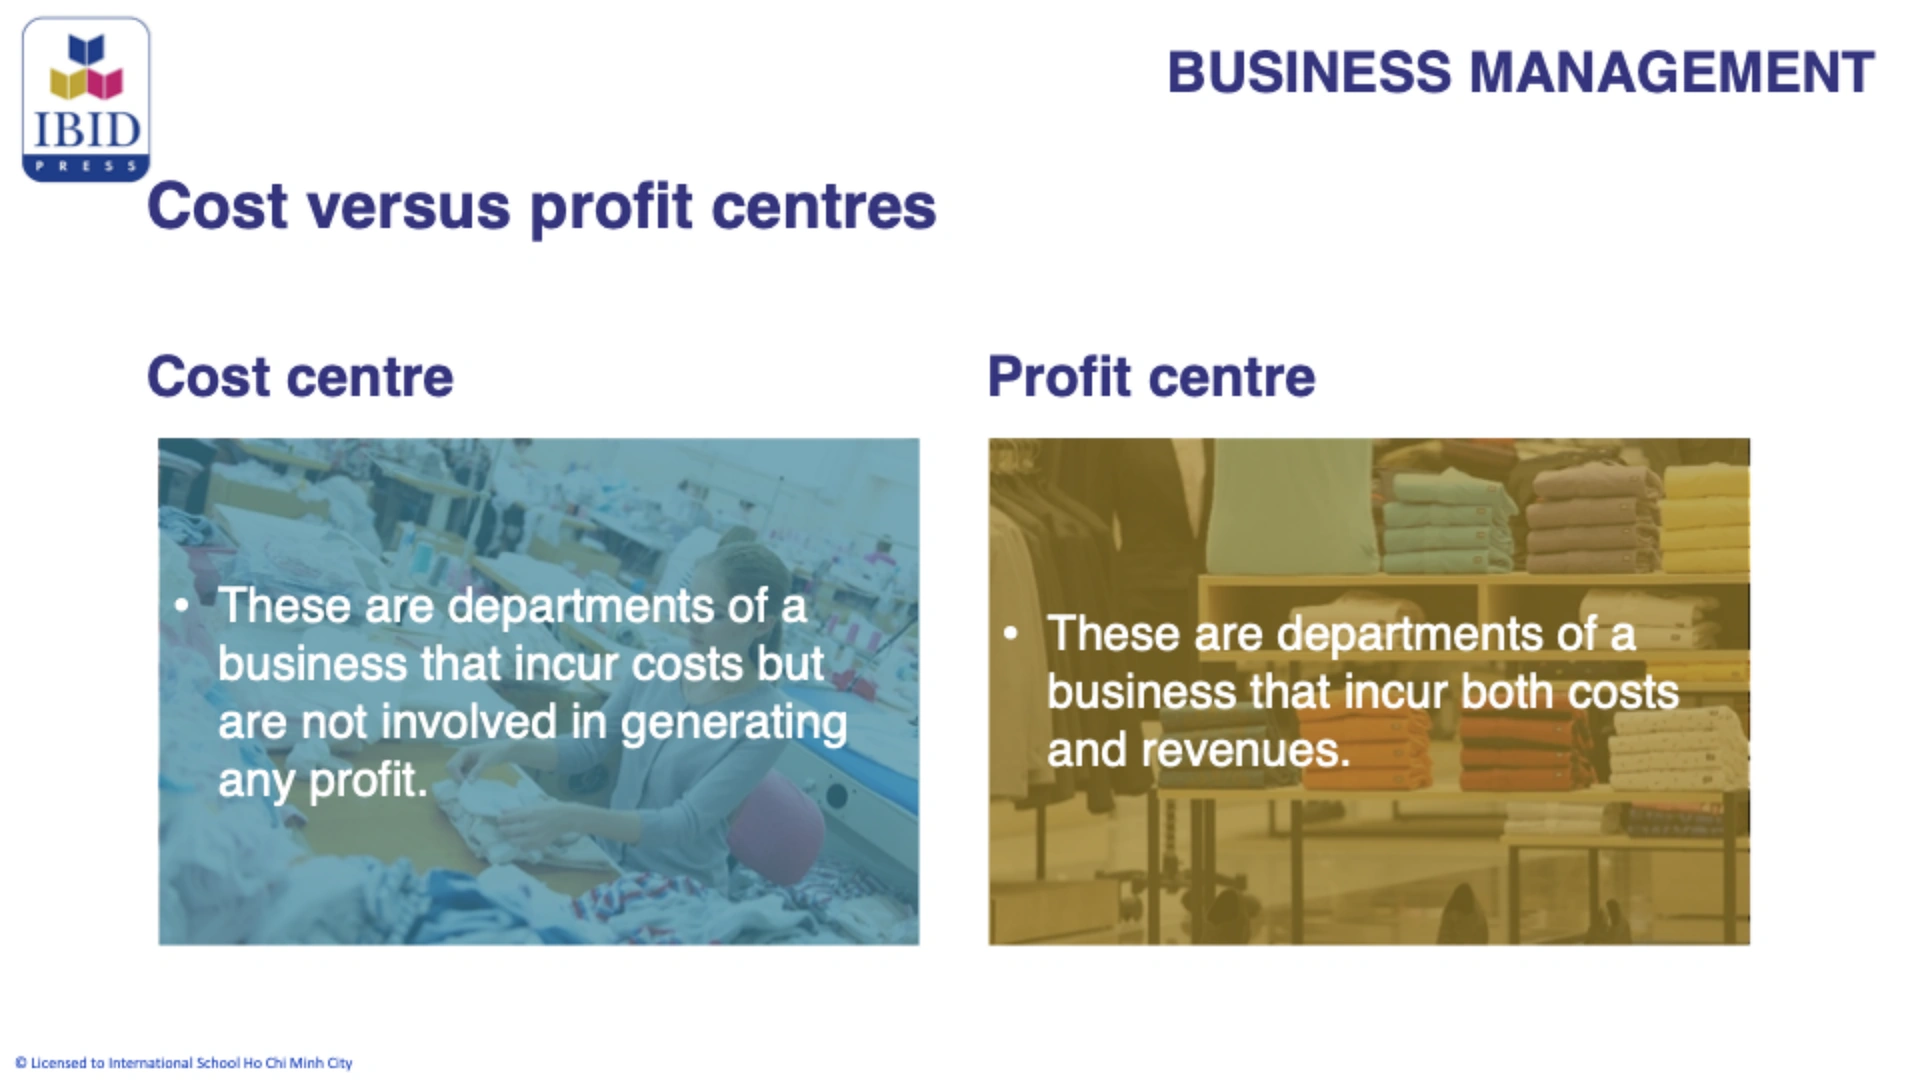 IBID
PRESS
BUSINESS MANAGEMENT
Cost versus profit centres
Cost centre
• These are departments of a
business that incur costs but
are not involved in generating
any profit.
Profit centre
• These are departments of a
business that incur both costs
and revenues.
© Licensed to International School Ho Chi Minh City